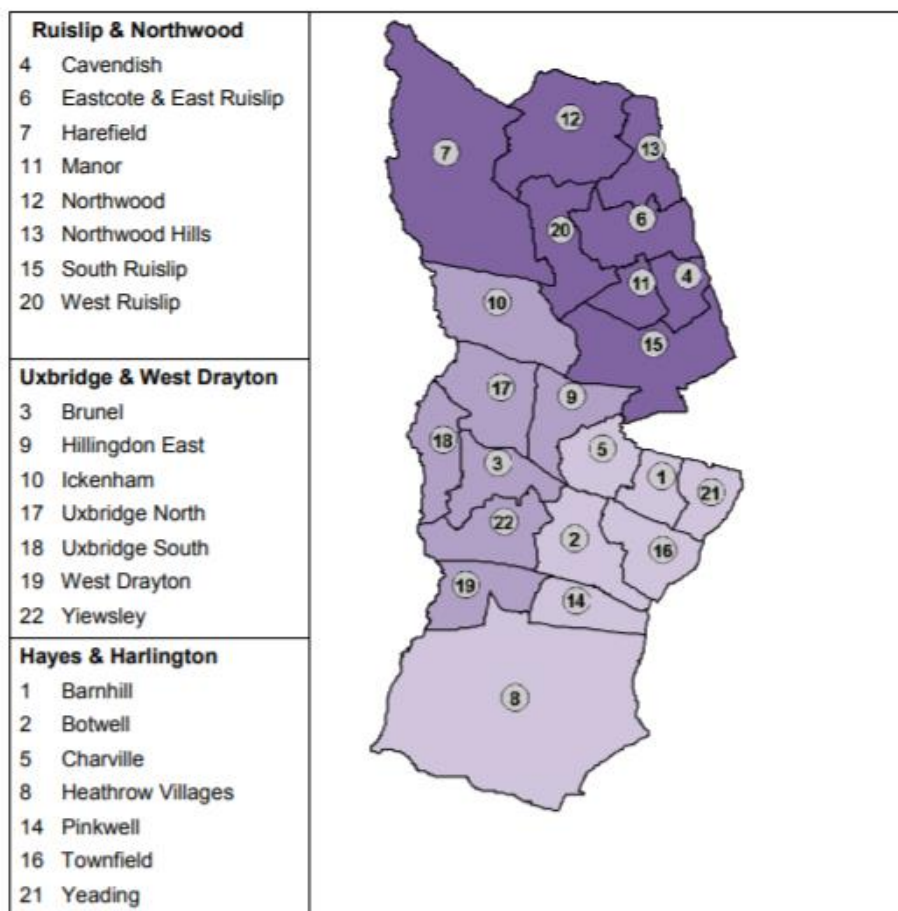 Ruislip & Northwood
4 Cavendish
6 Eastcote & East Ruislip
7 Harefield
11 Manor
12 Northwood
13 Northwood Hills
15 South Ruislip
20 West Ruislip
Uxbridge & West Drayton
3 Brunel
9 Hillingdon East
10 Ickenham
17 Uxbridge North
18 Uxbridge South
19 West Drayton
22 Yiewsley
Hayes & Harlington
1 Barnhill
2 Botwell
5 Charville
8 Heathrow Villages
14 Pinkwell
16 Townfield
21 Yeading
12
13
7
6
20
4
11
10
15
17
9
18
5
3
1
21
22
2
16
19
14
8